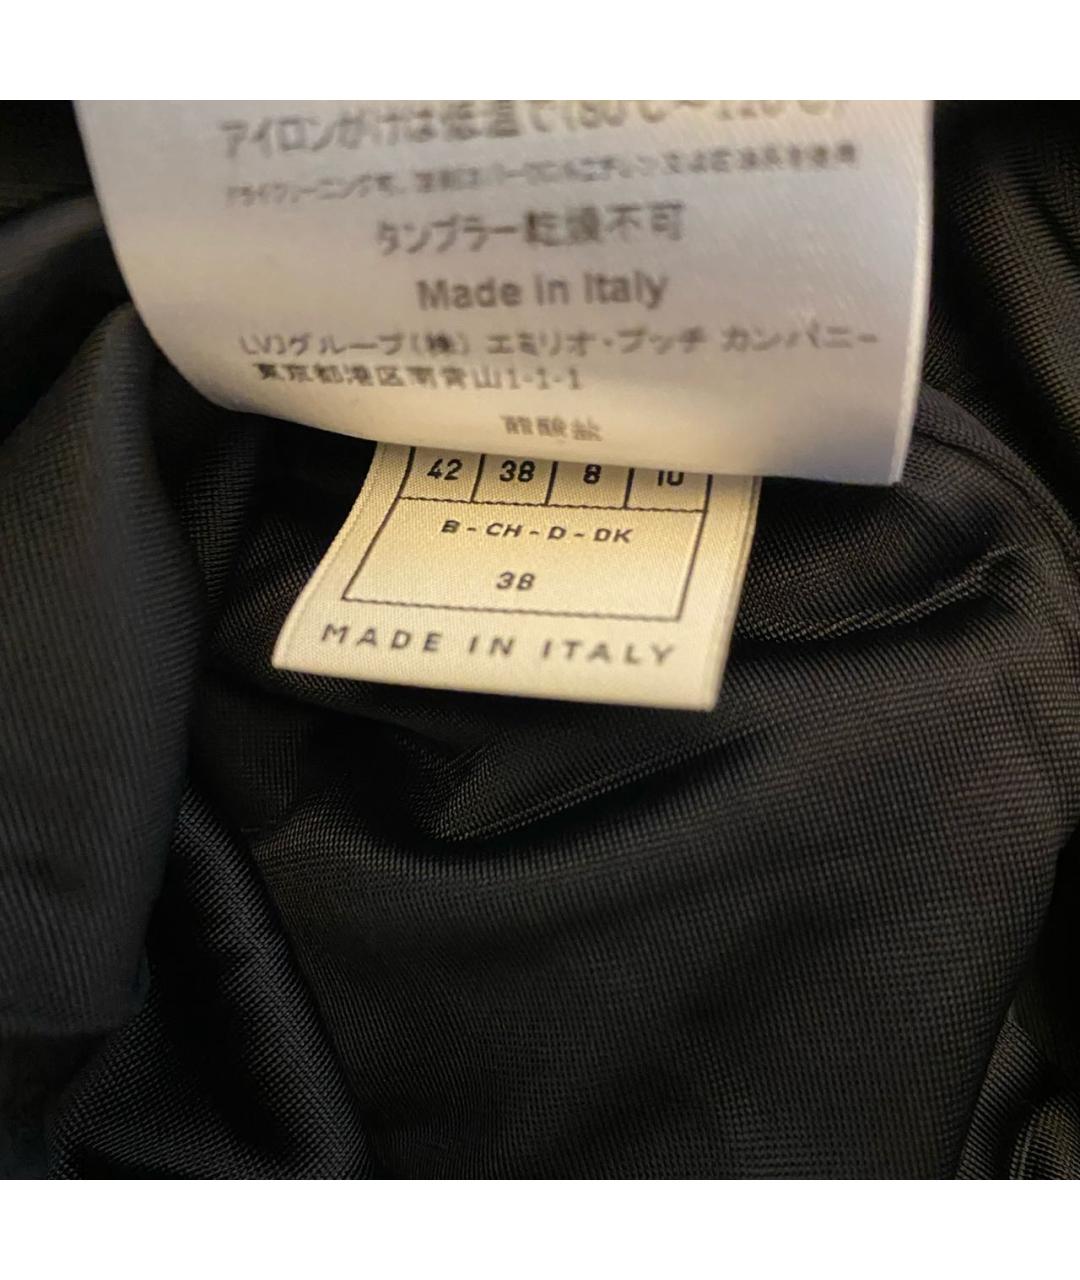 アイロンがけは低温で(80℃～120℃)
タンブラー乾燥不可
Made in Italy
LVJグループ(株) エミリオ・プッチ カンパニー
東京都港区南青山1-1-1
42 38 8 10
B - CH - D - DK
38
MADE IN ITALY